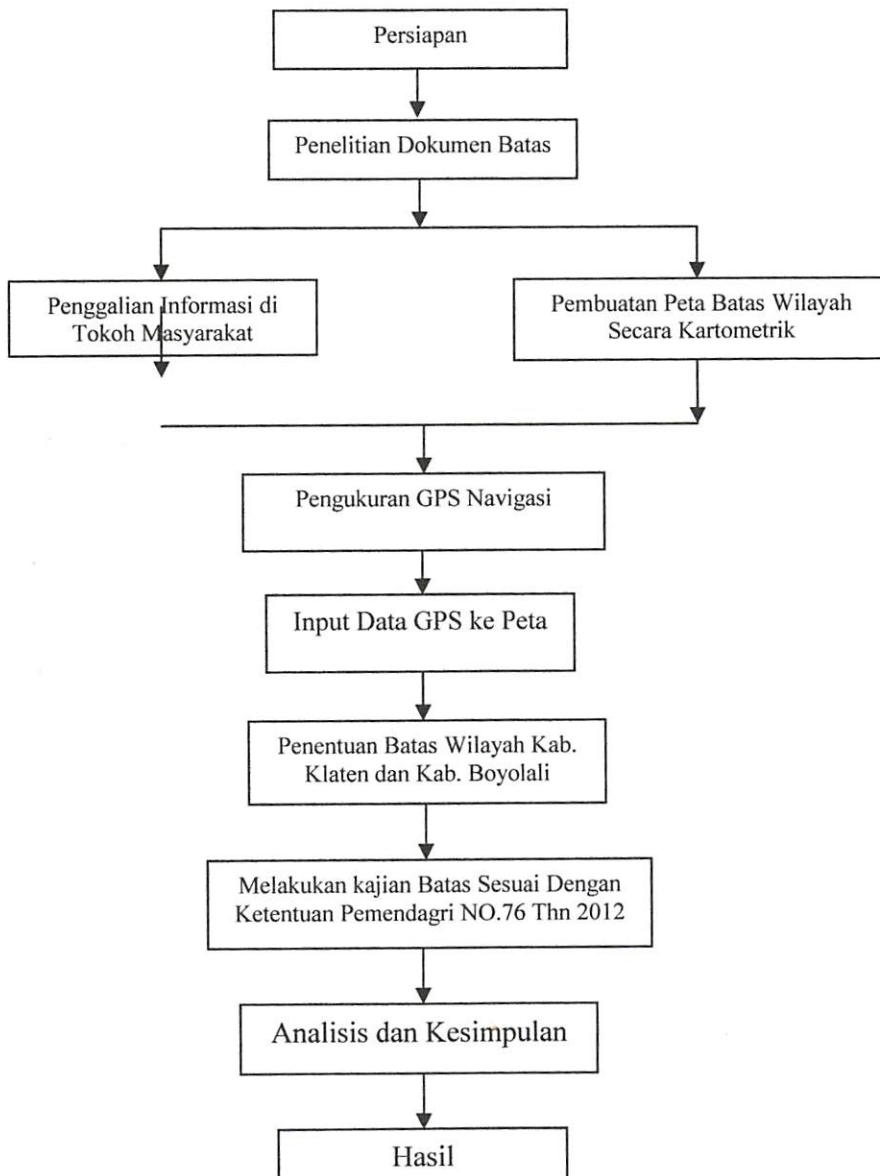 Persiapan
Penelitian Dokumen Batas
Penggalian Informasi di
Tokoh Masyarakat
Pembuatan Peta Batas Wilayah
Secara Kartometrik
Pengukuran GPS Navigasi
Input Data GPS ke Peta
Penentuan Batas Wilayah Kab.
Klaten dan Kab. Boyolali
Melakukan kajian Batas Sesuai Dengan
Ketentuan Pemendagri NO.76 Thn 2012
Analisis dan Kesimpulan
Hasil